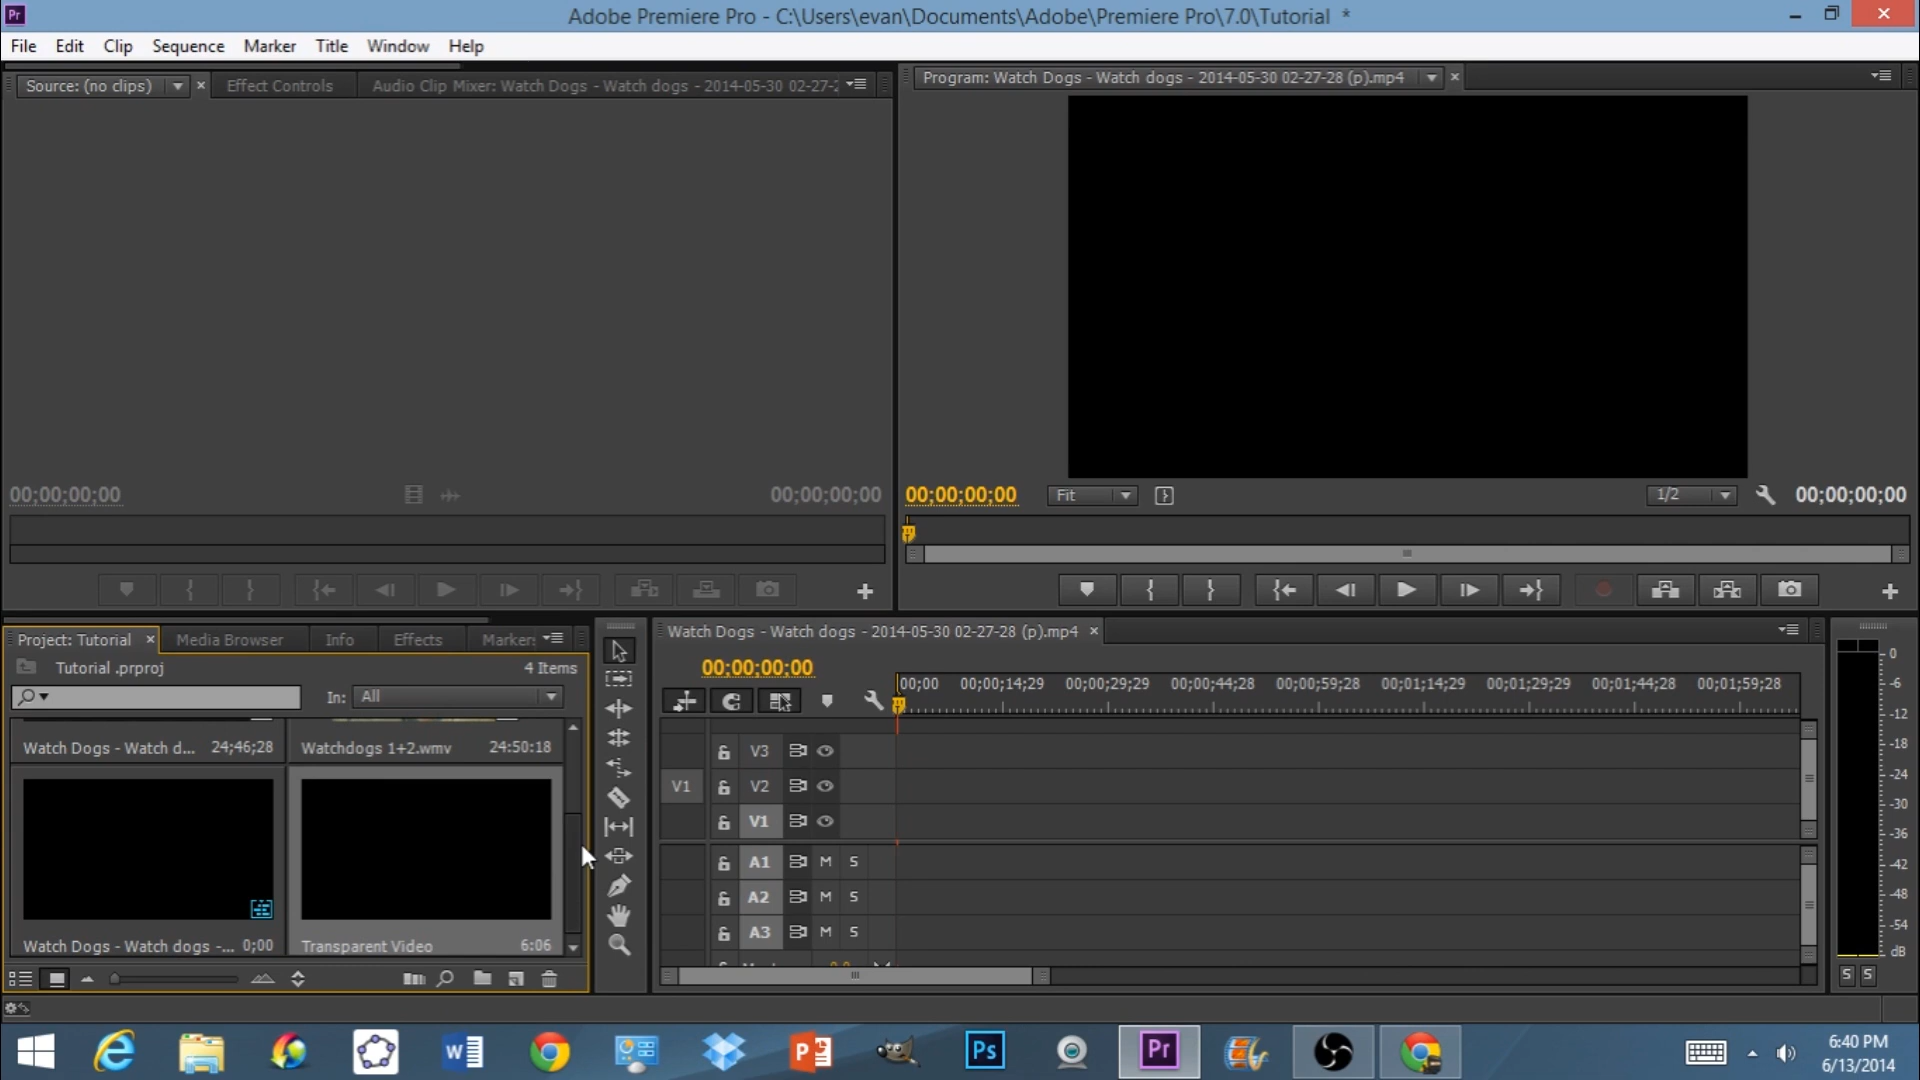 Pr
Adobe Premiere Pro - C:\Users\evan\Documents\Adobe\Premiere Pro\7.0\Tutorial *
File Edit Clip Sequence Marker Title Window Help
Source: (no clips) Effect Controls Audio Clip Mixer: Watch Dogs - Watch dogs - 2014-05-30 02-27-2
Program: Watch Dogs - Watch dogs - 2014-05-30 02-27-28 (p).mp4
00;00;00;00 00;00;00;00
00;00;00;00 Fit 1/2 00;00;00;00
Project: Tutorial Media Browser Info Effects Marker
Tutorial .prproj 4 Items
In: All
Watch Dogs - Watch d... 24;46;28 Watchdogs 1+2.wmv 24:50:18
Watch Dogs - Watch dogs -... 0;00 Transparent Video 6:06
Watch Dogs - Watch dogs - 2014-05-30 02-27-28 (p).mp4
00;00;00;00
00;00 00;00;14;29 00;00;29;29 00;00;44;28 00;00;59;28 00;01;14;29 00;01;29;29 00;01;44;28 00;01;59;28
V3
V1 V2
V1
A1 M S
A2 M S
A3 M S
0
-6
-12
-18
-24
-30
-36
-42
-48
-54
dB
S S
W P Ps Pr
6:40 PM
6/13/2014